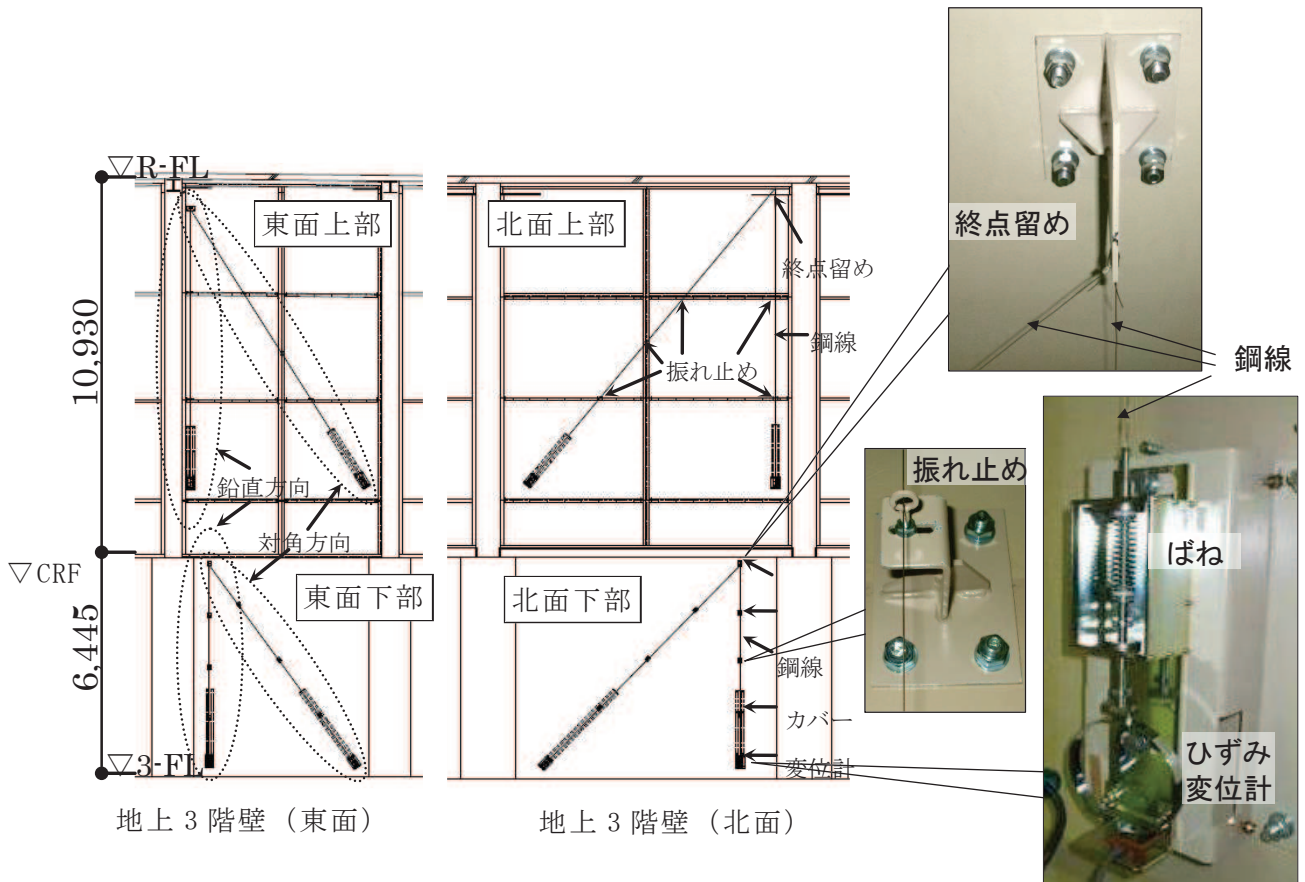 ▽R-FL
10,930
▽CRF
6,445
▽3-FL
東面上部
鉛直方向
対角方向
東面下部
地上3階壁（東面）
北面上部
終点留め
鋼線
振れ止め
北面下部
鋼線
カバー
変位計
地上3階壁（北面）
終点留め
鋼線
振れ止め
ばね
ひずみ
変位計